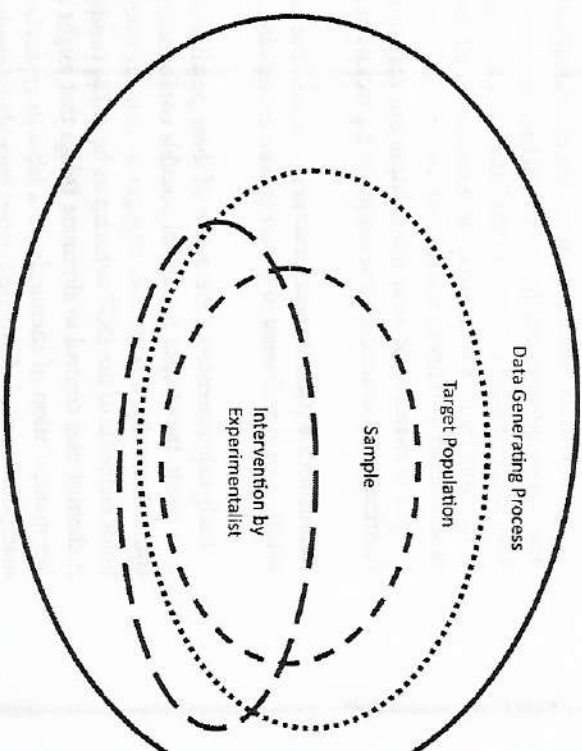 Data Generating Process
Target Population
Sample
Intervention by
Experimentalist